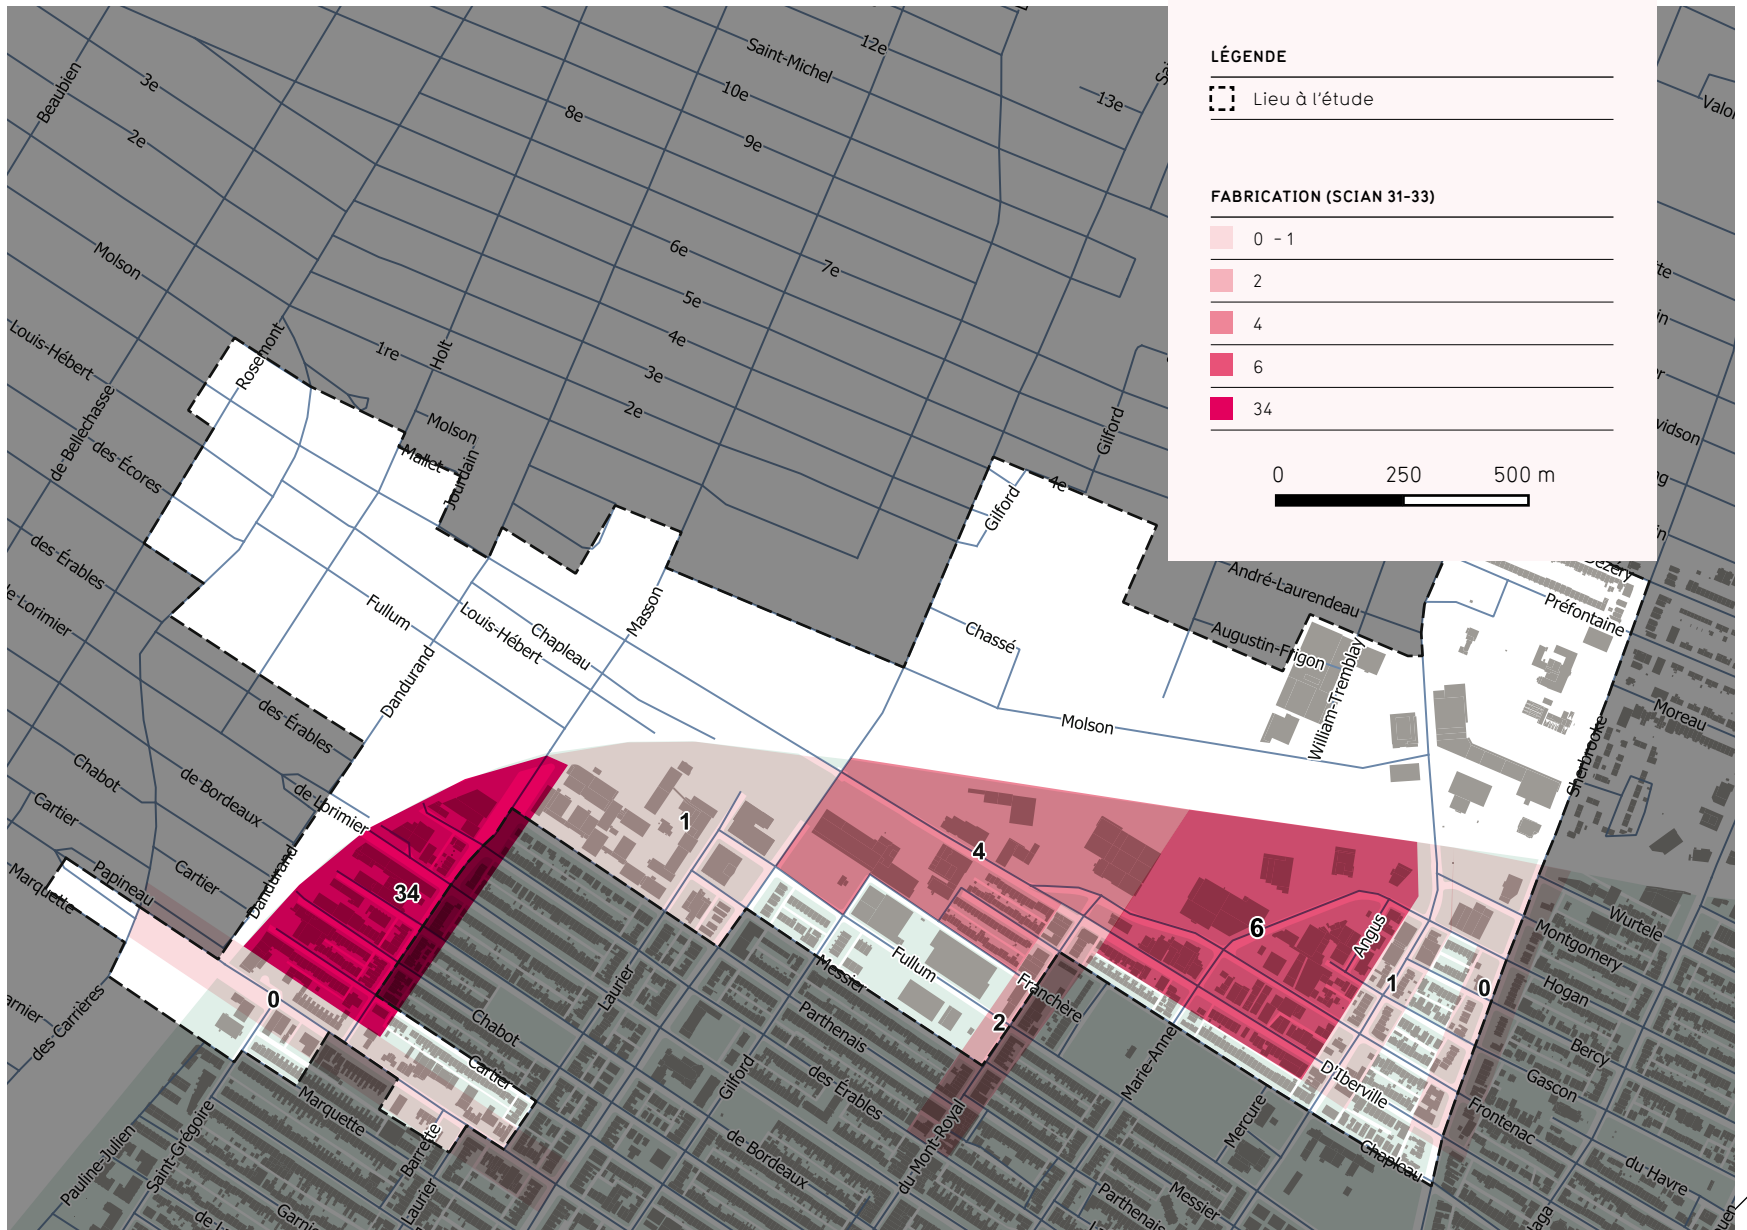 LÉGENDE
Lieu à l'étude
FABRICATION (SCIAN 31-33)
0 - 1
2
4
6
34
0 250 500 m
12e
Saint-Michel
10e
13e
Beaubien
3e
8e
9e
2e
Molson
6e
7e
5e
4e
3e
2e
1re
Holt
Rosemont
Louis-Hébert
de Bellechasse
des Écores
Molson
Mallet
Jourdain
Gilford
4e
Gilford
des Érables
Fullum
Louis-Hébert
Chapleau
Masson
Dandurand
Chassé
Molson
André-Laurendeau
Augustin-Frigon
William-Tremblay
Préfontaine
Moreau
Sherbrooke
des Érables
de Bordeaux
de Lorimier
Chabot
Cartier
Cartier
Papineau
Marquette
Dandurand
34
1
4
6
Angus
1
0
2
0
Wurtele
Montgomery
Hogan
Bercy
Gascon
Frontenac
du Havre
D'Iberville
Chapleau
Fullum
Messier
Franchère
Parthenais
des Érables
Marie-Anne
Mercure
Laurier
Gilford
Chabot
Cartier
des Carrières
Marquette
Barrette
Laurier
Saint-Grégoire
Pauline-Julien
de Bordeaux
du Mont-Royal
Parthenais
Messier